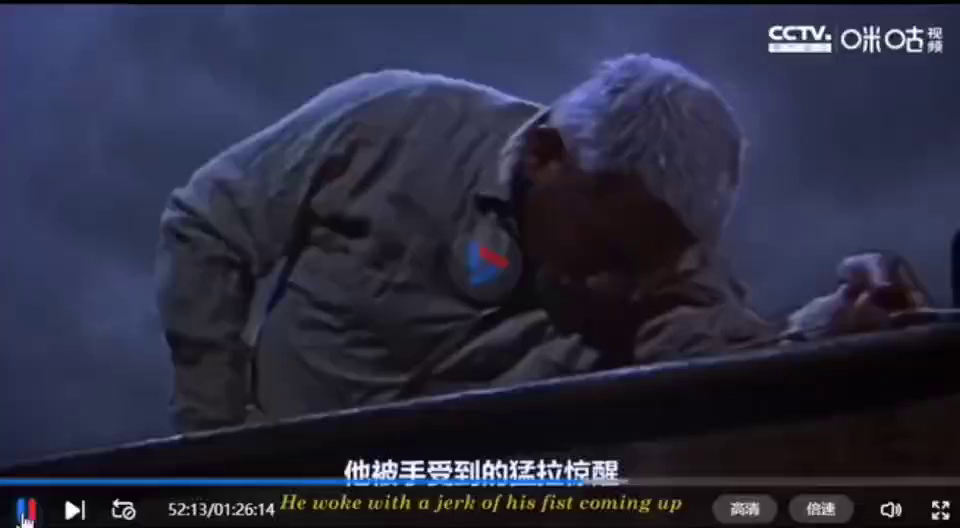 CCTV.
咪咕视频
他被手受到的猛拉惊醒
52:13/01:26:14
He woke with a jerk of his fist coming up
高清
倍速